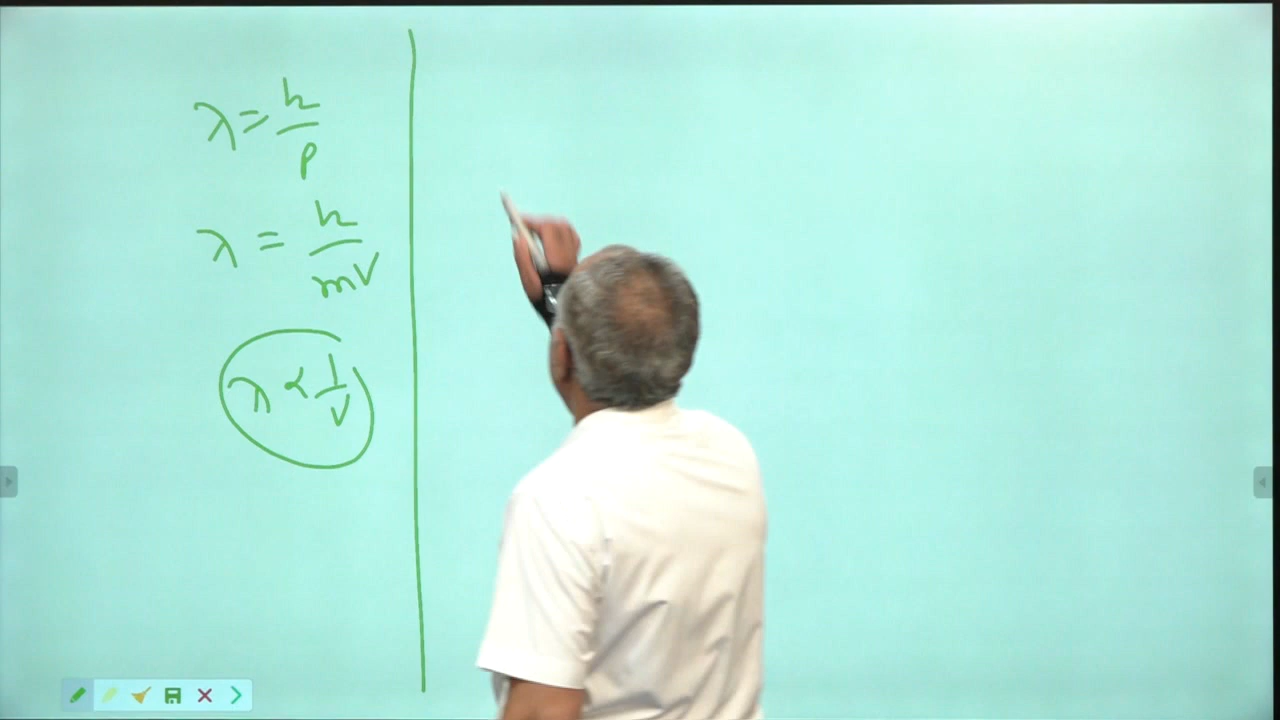 λ = h/p
λ = h/mV
λ ∝ 1/V